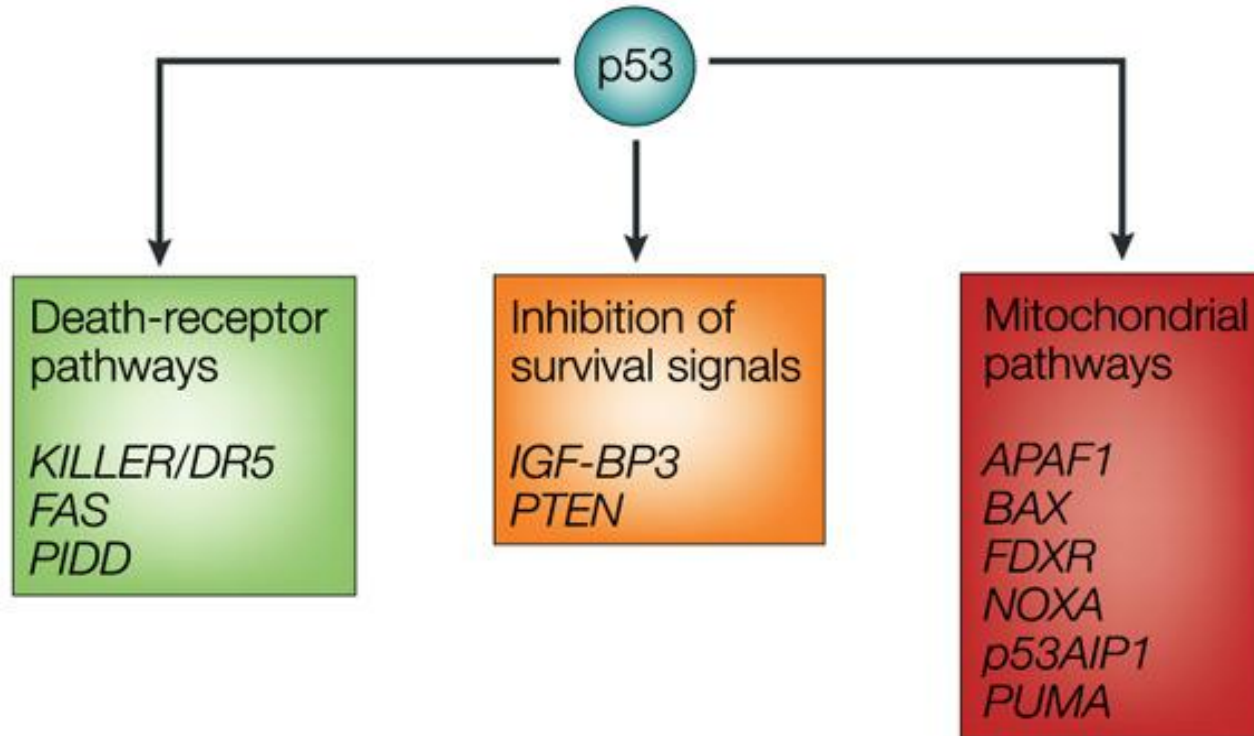 p53
Death-receptor
pathways
KILLER/DR5
FAS
PIDD
Inhibition of
survival signals
IGF-BP3
PTEN
Mitochondrial
pathways
APAF1
BAX
FDXR
NOXA
p53AIP1
PUMA